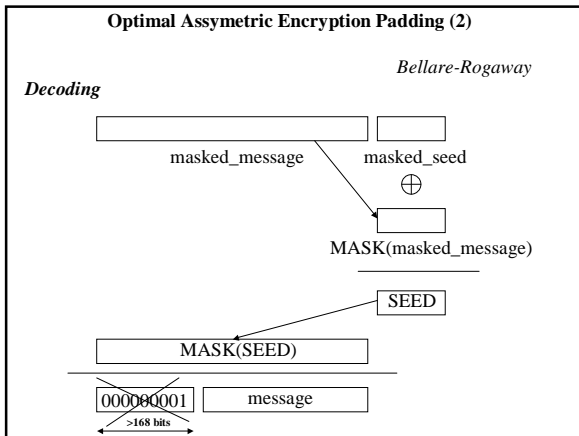 Optimal Assymetric Encryption Padding (2)
Bellare-Rogaway
Decoding
masked_message masked_seed
MASK(masked_message)
SEED
MASK(SEED)
000000001 message
>168 bits